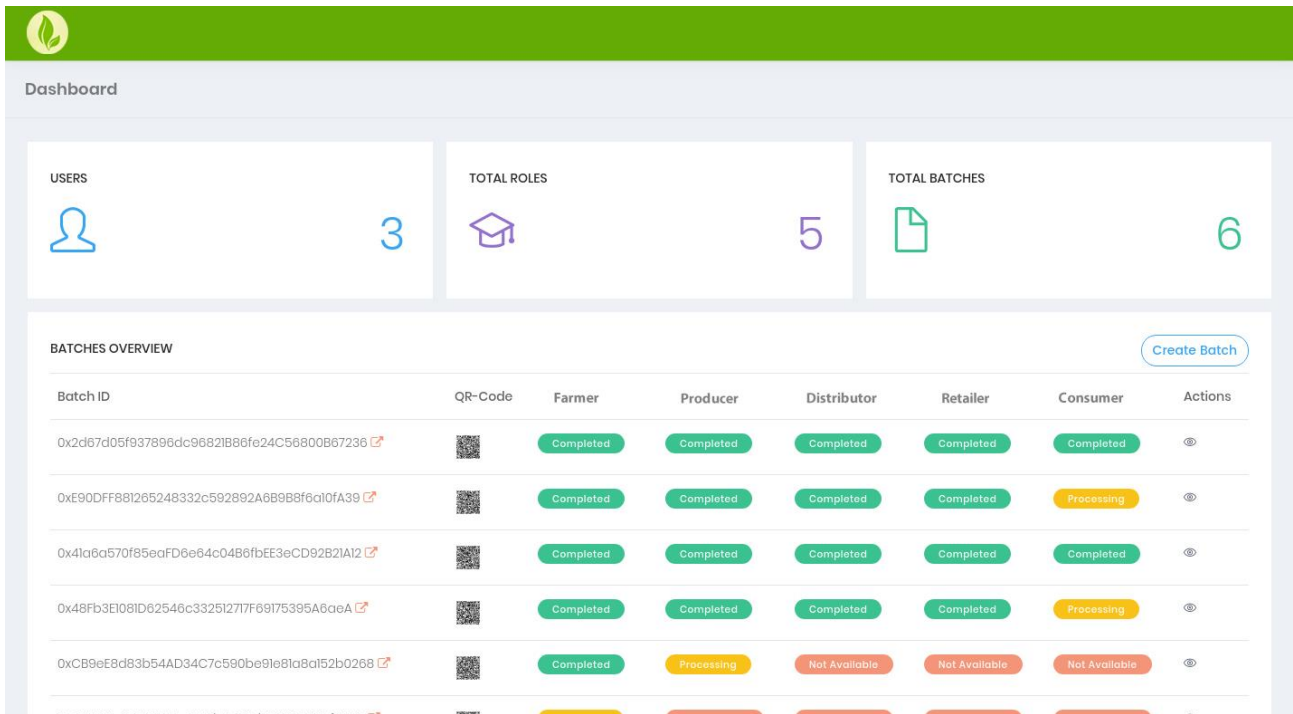 Dashboard
USERS TOTAL ROLES TOTAL BATCHES
3 5 6
BATCHES OVERVIEW Create Batch
Batch ID QR-Code Farmer Producer Distributor Retailer Consumer Actions
0x2d67d05f937896dc96821B86fe24C56800B67236 Completed Completed Completed Completed Completed
0xE90DFF881265248332c592892A6B9B8f6a10fA39 Completed Completed Completed Completed Processing
0x41a6a570f85eaFD6e64c04B6fbEE3eCD92B21A12 Completed Completed Completed Completed Completed
0x48Fb3E1081D62546c332512717F69175395A6aeA Completed Completed Completed Completed Processing
0xCB9eE8d83b54AD34C7c590be91e81a8a152b0268 Completed Processing Not Available Not Available Not Available